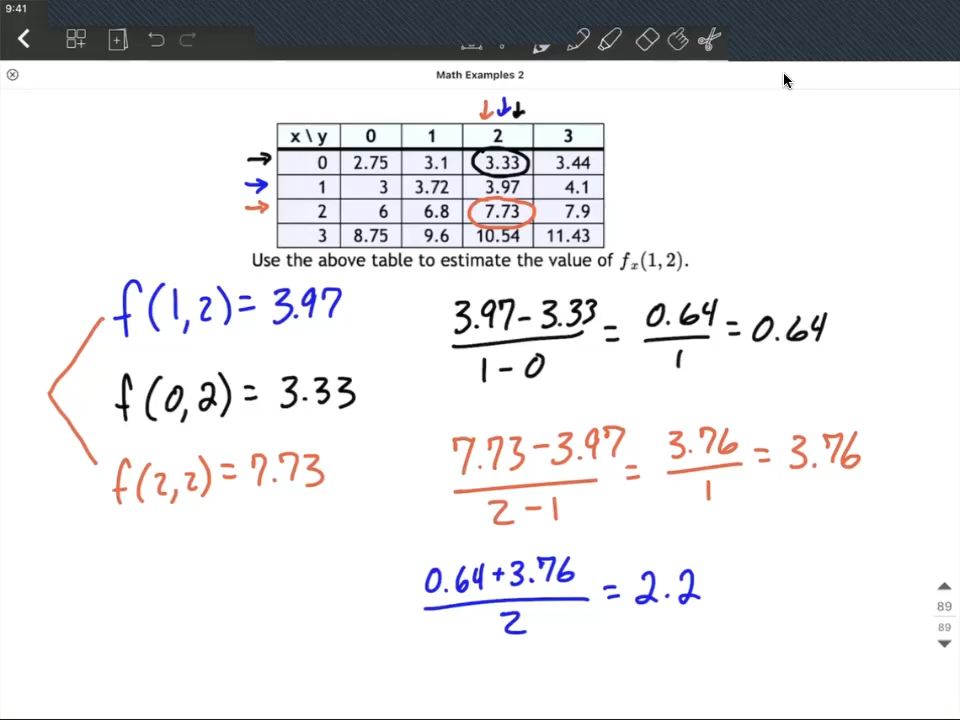 9:41
Math Examples 2
x \ y 0 1 2 3
0 2.75 3.1 3.33 3.44
1 3 3.72 3.97 4.1
2 6 6.8 7.73 7.9
3 8.75 9.6 10.54 11.43
Use the above table to estimate the value of f_x(1, 2).
f(1,2) = 3.97
3.97 - 3.33 / 1 - 0 = 0.64 / 1 = 0.64
f(0,2) = 3.33
7.73 - 3.97 / 2 - 1 = 3.76 / 1 = 3.76
f(2,2) = 7.73
0.64 + 3.76 / 2 = 2.2
89
89